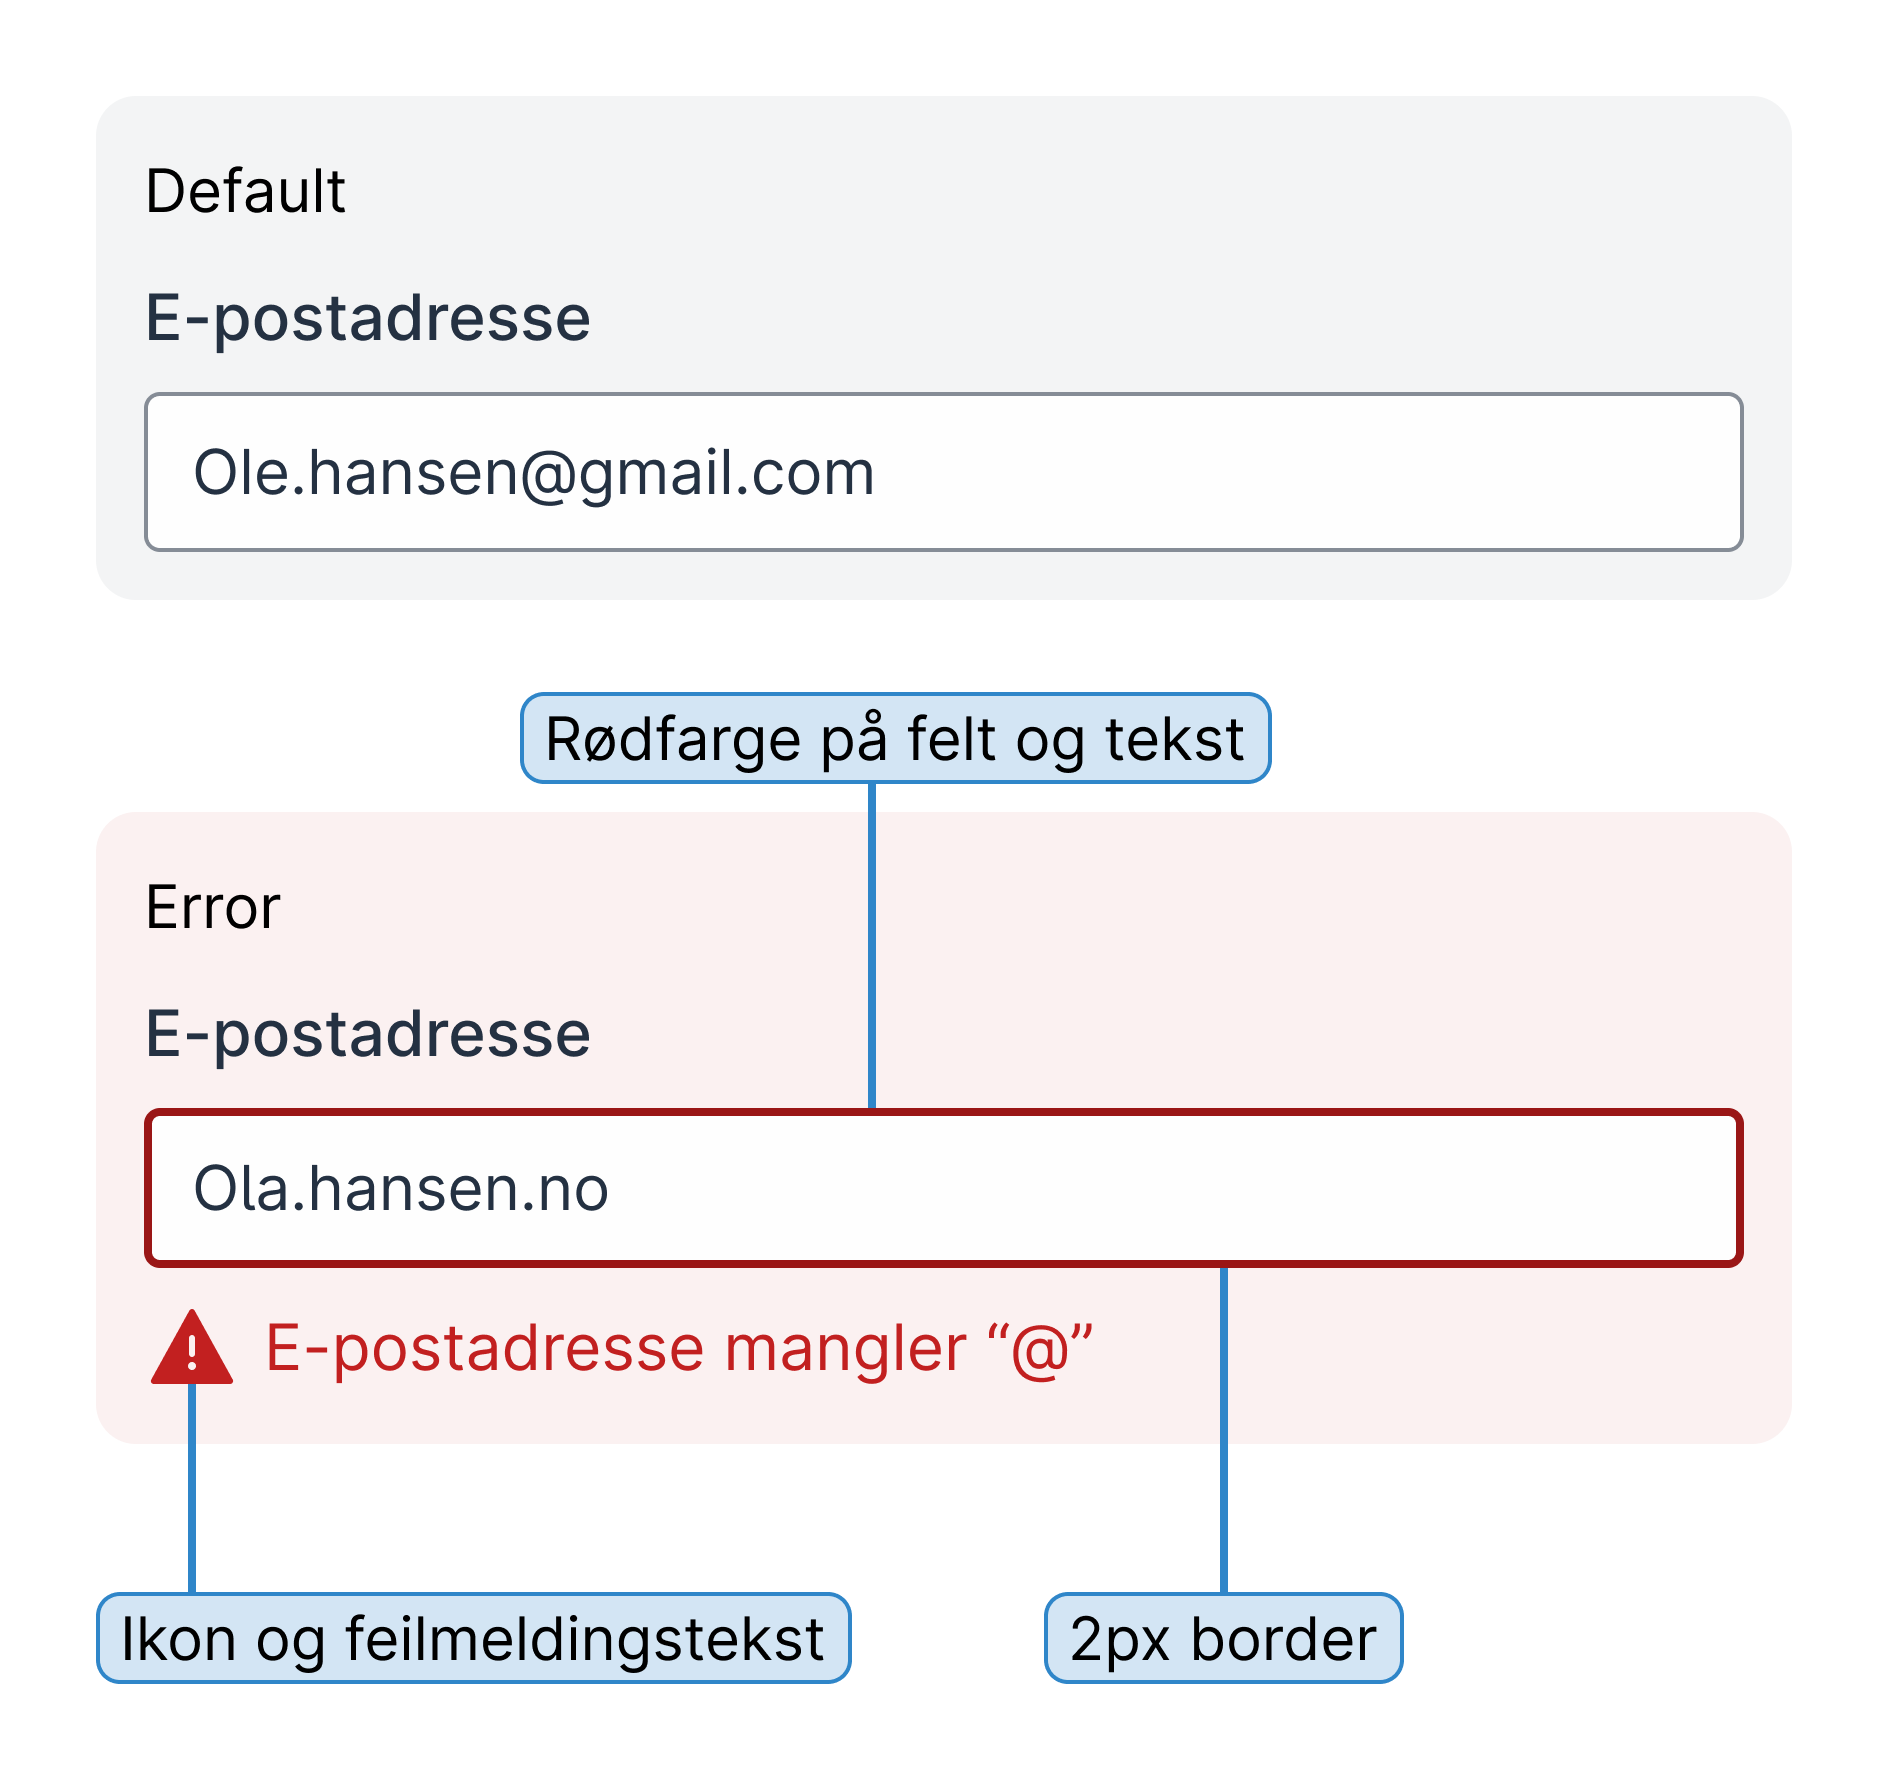 Default
E-postadresse
Ole.hansen@gmail.com
Rødfarge på felt og tekst
Error
E-postadresse
Ola.hansen.no
E-postadresse mangler “@”
Ikon og feilmeldingstekst
2px border